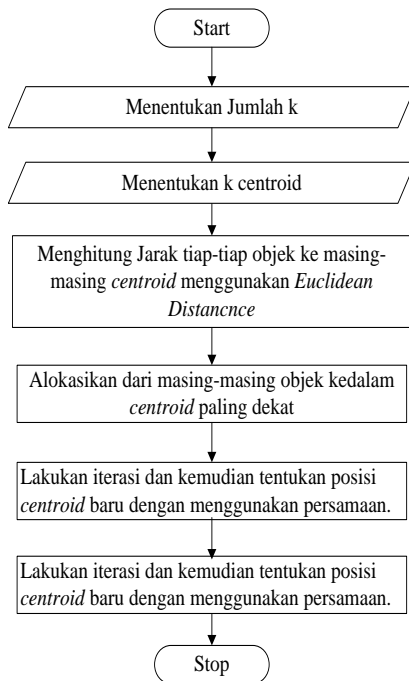 Start
Menentukan Jumlah k
Menentukan k centroid
Menghitung Jarak tiap-tiap objek ke masing-
masing centroid menggunakan Euclidean
Distancnce
Alokasikan dari masing-masing objek kedalam
centroid paling dekat
Lakukan iterasi dan kemudian tentukan posisi
centroid baru dengan menggunakan persamaan.
Lakukan iterasi dan kemudian tentukan posisi
centroid baru dengan menggunakan persamaan.
Stop